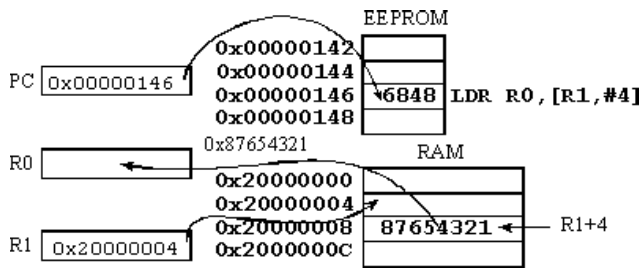 EEPROM
0x00000142
0x00000144
PC 0x00000146 0x00000146 6848 LDR R0,[R1,#4]
0x00000148
0x87654321
RAM
R0
0x20000000
0x20000004
0x20000008 87654321 R1+4
R1 0x20000004 0x2000000C